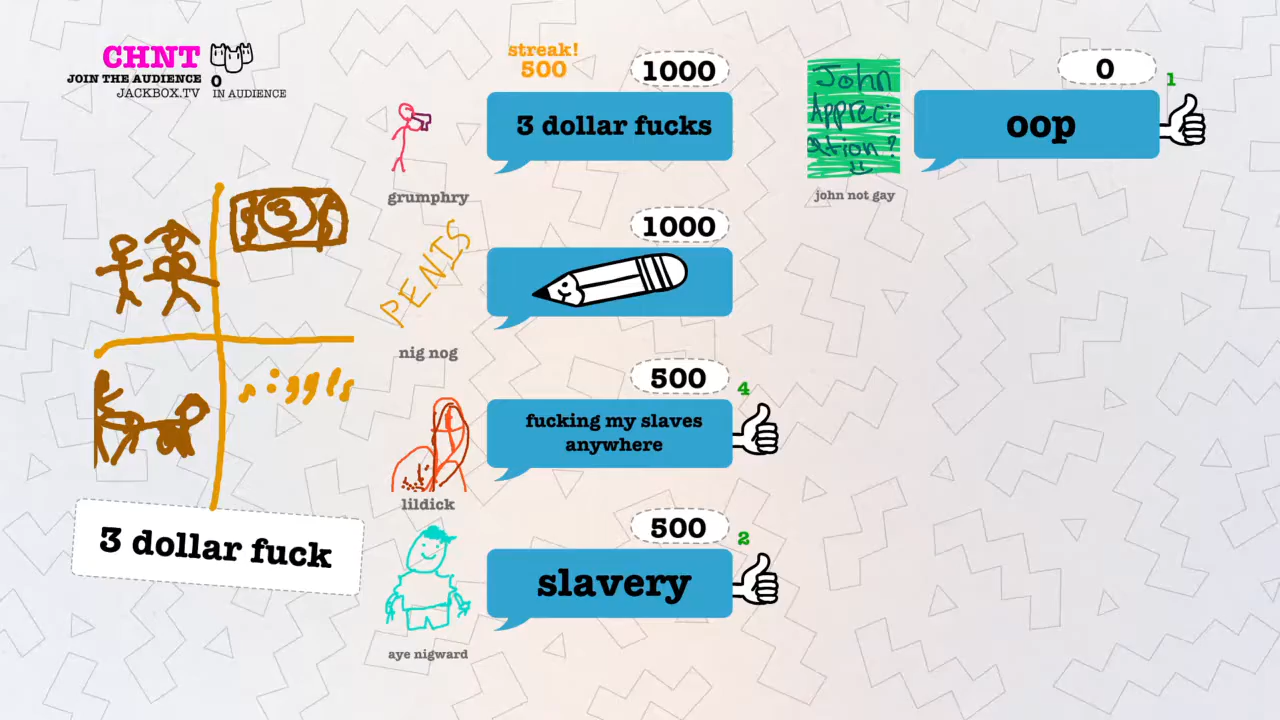 CHNT
JOIN THE AUDIENCE
JACKBOX.TV
0
IN AUDIENCE
3
niggls
3 dollar fuck
streak!
500
1000
3 dollar fucks
grumphry
1000
PENIS
nig nog
500
4
fucking my slaves
anywhere
lildick
500
2
slavery
aye nigward
0
1
John
Appreci-
ation?
oop
john not gay